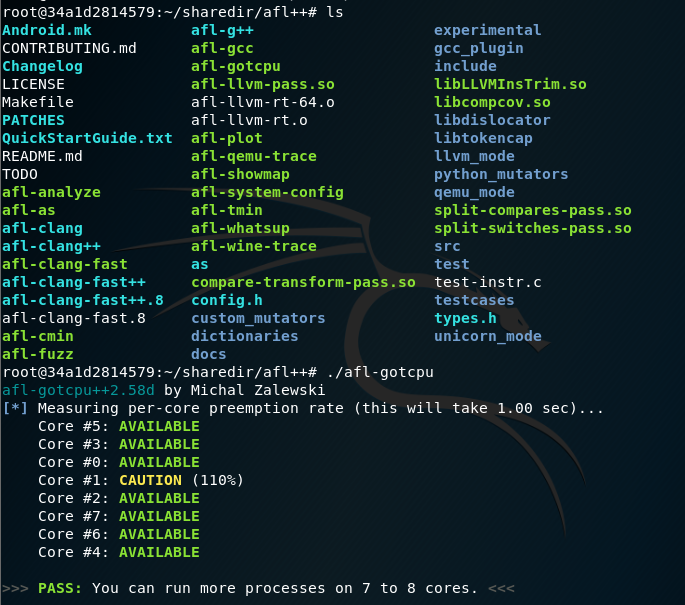 root@34a1d2814579:~/sharedir/afl++# ls
Android.mk afl-g++ experimental
CONTRIBUTING.md afl-gcc gcc_plugin
Changelog afl-gotcpu include
LICENSE afl-llvm-pass.so libLLVMInsTrim.so
Makefile afl-llvm-rt-64.o libcompcov.so
PATCHES afl-llvm-rt.o libdislocator
QuickStartGuide.txt afl-plot libtokencap
README.md afl-qemu-trace llvm_mode
TODO afl-showmap python_mutators
afl-analyze afl-system-config qemu_mode
afl-as afl-tmin split-compares-pass.so
afl-clang afl-whatsup split-switches-pass.so
afl-clang++ afl-wine-trace src
afl-clang-fast as test
afl-clang-fast++ compare-transform-pass.so test-instr.c
afl-clang-fast++.8 config.h testcases
afl-clang-fast.8 custom_mutators types.h
afl-cmin dictionaries unicorn_mode
afl-fuzz docs
root@34a1d2814579:~/sharedir/afl++# ./afl-gotcpu
afl-gotcpu++2.58d by Michal Zalewski
[*] Measuring per-core preemption rate (this will take 1.00 sec)...
Core #5: AVAILABLE
Core #3: AVAILABLE
Core #0: AVAILABLE
Core #1: CAUTION (110%)
Core #2: AVAILABLE
Core #7: AVAILABLE
Core #6: AVAILABLE
Core #4: AVAILABLE
>>> PASS: You can run more processes on 7 to 8 cores. <<<